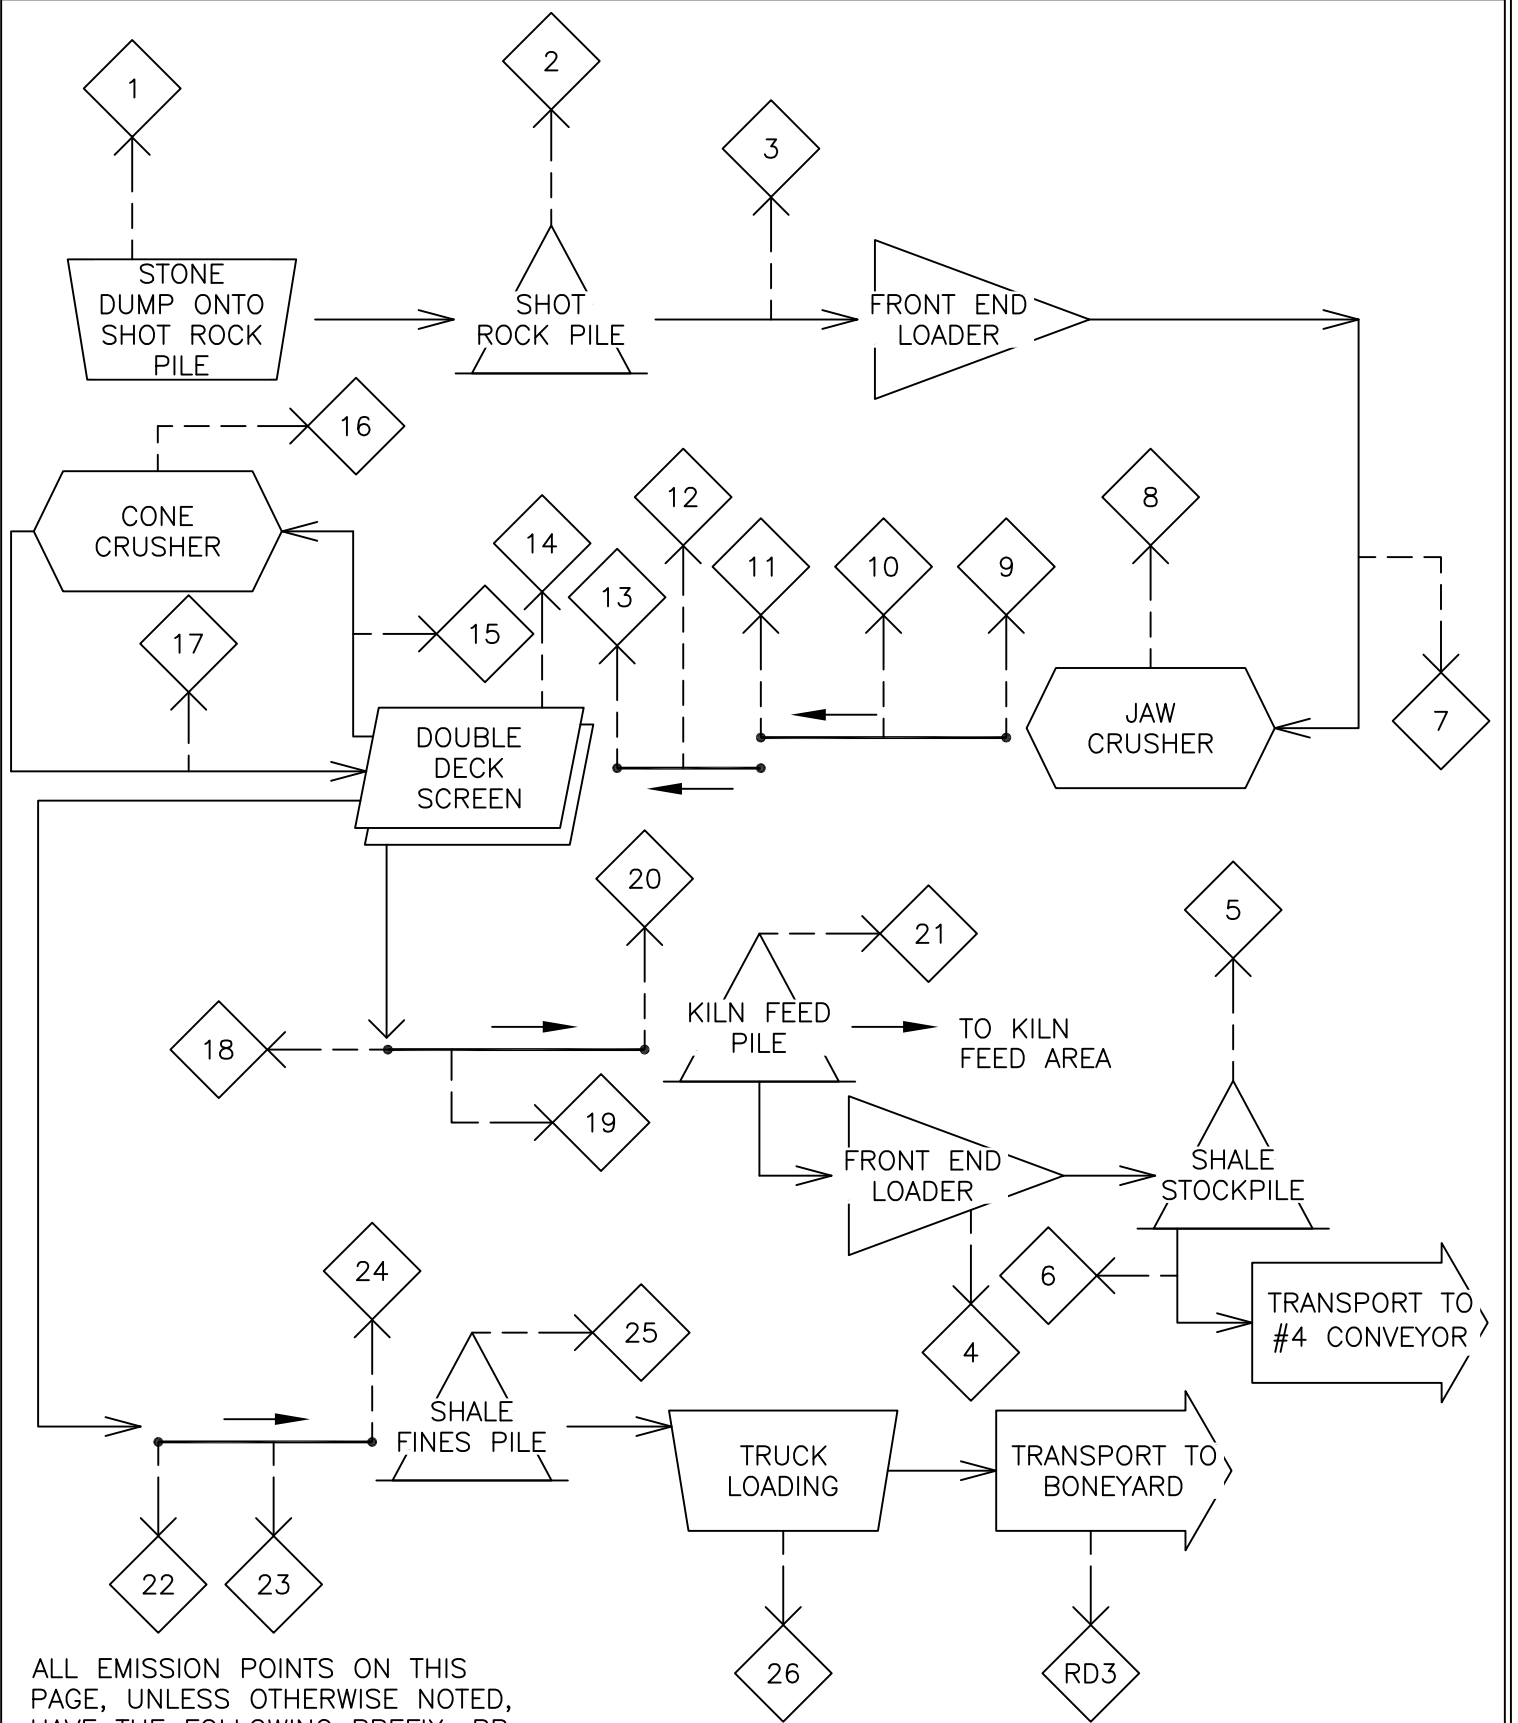 1
2
3
STONE
DUMP ONTO
SHOT ROCK
PILE
SHOT
ROCK PILE
FRONT END
LOADER
16
CONE
CRUSHER
12
8
14
11
10
9
13
15
17
7
JAW
CRUSHER
DOUBLE
DECK
SCREEN
20
5
21
KILN FEED
PILE
TO KILN
FEED AREA
18
19
FRONT END
LOADER
SHALE
STOCKPILE
24
6
25
4
TRANSPORT TO
#4 CONVEYOR
SHALE
FINES PILE
TRUCK
LOADING
TRANSPORT TO
BONEYARD
22
23
26
RD3
ALL EMISSION POINTS ON THIS
PAGE, UNLESS OTHERWISE NOTED,
HAVE THE FOLLOWING PREFIX